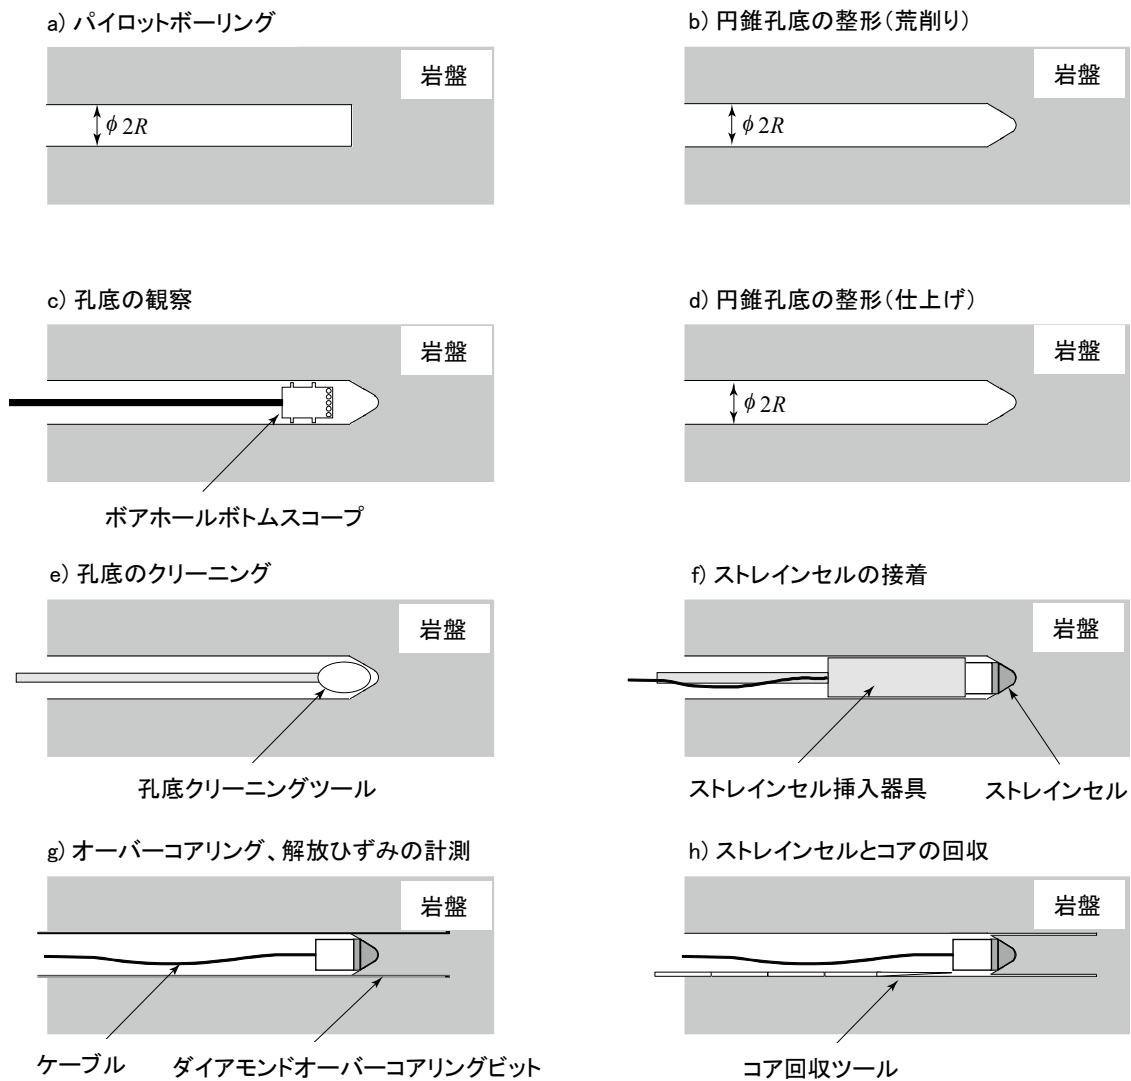 a) パイロットボーリング
岩盤
φ 2R
b) 円錐孔底の整形(荒削り)
岩盤
φ 2R
c) 孔底の観察
岩盤
ボアホールボトムスコープ
d) 円錐孔底の整形(仕上げ)
岩盤
φ 2R
e) 孔底のクリーニング
岩盤
孔底クリーニングツール
f) ストレインセルの接着
岩盤
ストレインセル挿入器具
ストレインセル
g) オーバーコアリング、解放ひずみの計測
岩盤
ケーブル
ダイアモンドオーバーコアリングビット
h) ストレインセルとコアの回収
岩盤
コア回収ツール